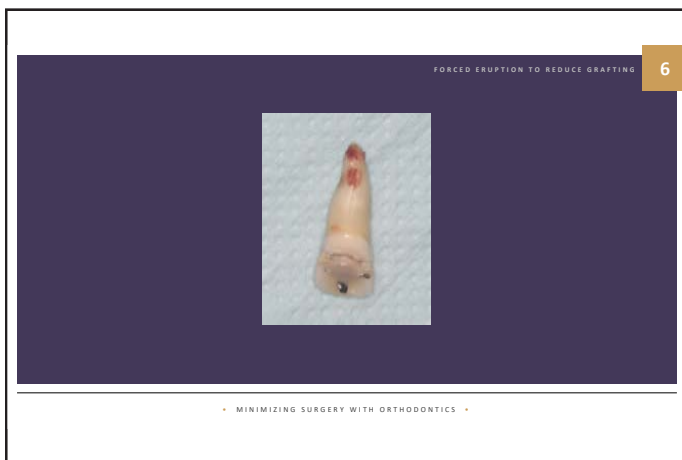 FORCED ERUPTION TO REDUCE GRAFTING
6
• MINIMIZING SURGERY WITH ORTHODONTICS •